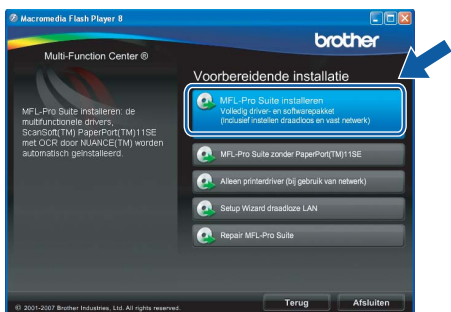 Macromedia Flash Player 8
brother
Multi-Function Center ®
Voorbereidende installatie
MFL-Pro Suite installeren: de
multifunctionele drivers,
ScanSoft(TM) PaperPort(TM)11SE
met OCR door NUANCE(TM) worden
automatisch geïnstalleerd.
MFL-Pro Suite installeren
Volledig driver- en softwarepakket
(inclusief instellen draadloos en vast netwerk)
MFL-Pro Suite zonder PaperPort(TM)11SE
Alleen printerdriver (bij gebruik van netwerk)
Setup Wizard draadloze LAN
Repair MFL-Pro Suite
© 2001-2007 Brother Industries, Ltd. All rights reserved.
Terug
Afsluiten